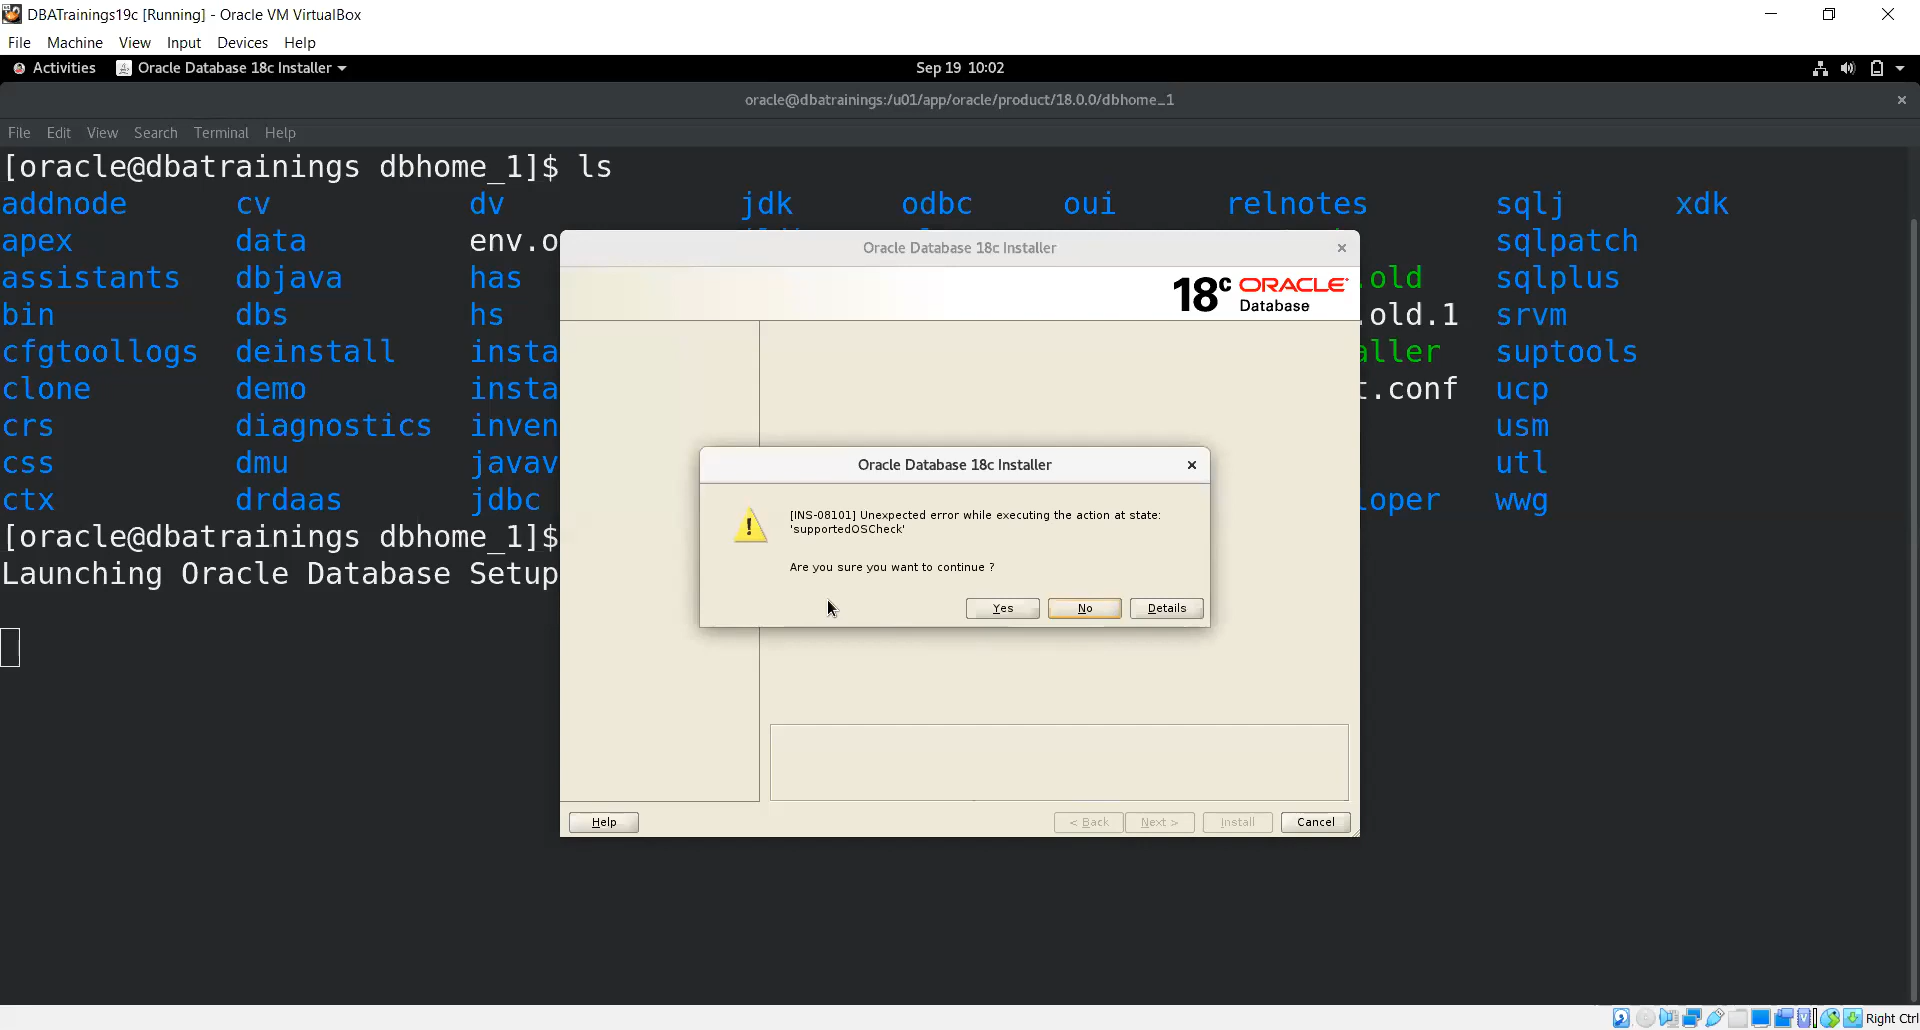 DBATrainings19c [Running] - Oracle VM VirtualBox
File Machine View Input Devices Help
Activities Oracle Database 18c Installer Sep 19 10:02
oracle@dbatrainings:/u01/app/oracle/product/18.0.0/dbhome_1
File Edit View Search Terminal Help
[oracle@dbatrainings dbhome_1]$ ls
addnode cv dv jdk odbc oui relnotes sqlj xdk
apex data env.o sqlpatch
assistants dbjava has .old sqlplus
bin dbs hs .old.1 srvm
cfgtoollogs deinstall insta aller suptools
clone demo insta t.conf ucp
crs diagnostics inven usm
css dmu javav utl
ctx drdaas jdbc loper wwg
[oracle@dbatrainings dbhome_1]$
Launching Oracle Database Setup
Oracle Database 18c Installer
18c ORACLE
Database
Oracle Database 18c Installer
[INS-08101] Unexpected error while executing the action at state:
'supportedOSCheck'
Are you sure you want to continue ?
Yes No Details
Help < Back Next > Install Cancel
Right Ctrl